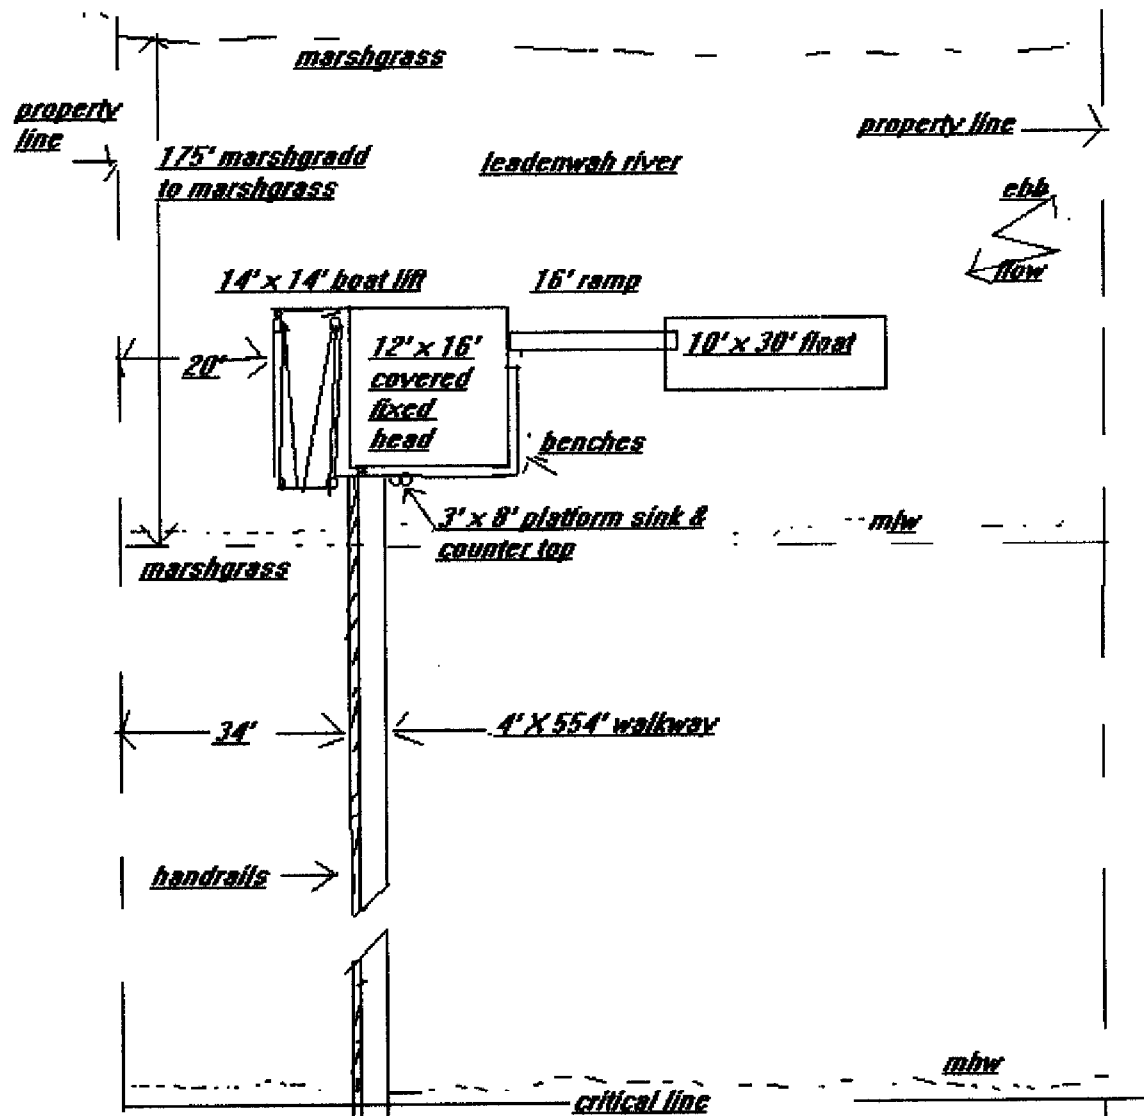 marshgrass
property
line
property line
175' marshgradd
to marshgrass
leadenwah river
ebb
flow
14' x 14' boat lift
16' ramp
12' x 16'
covered
fixed
head
10' x 30' float
20'
benches
3' x 8' platform sink &
counter top
mlw
marshgrass
34'
4' X 554' walkway
handrails
mhw
critical line